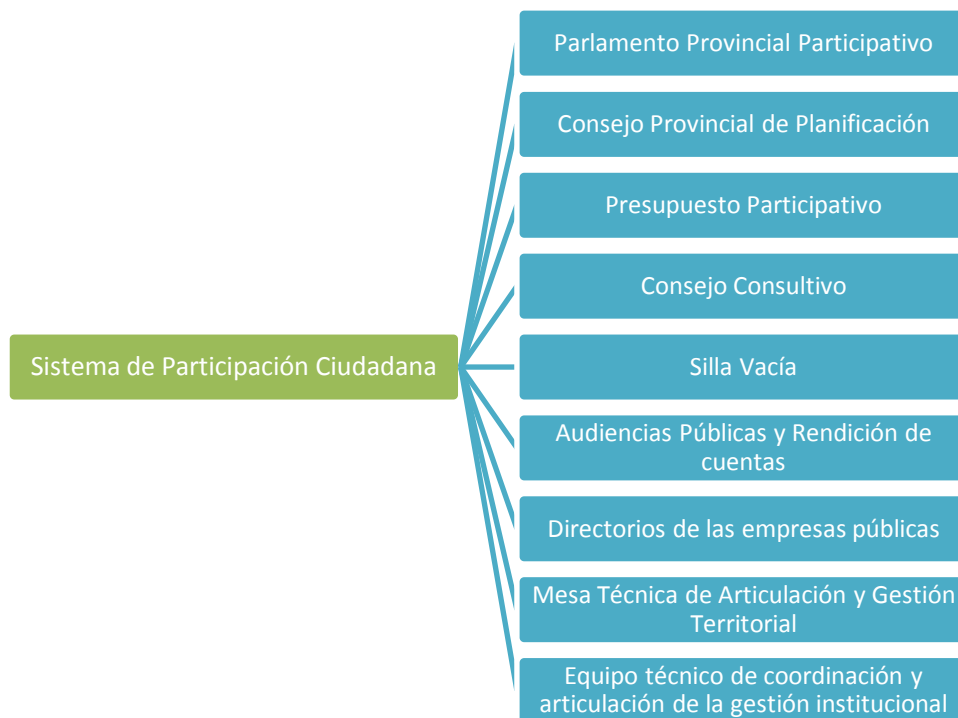 Parlamento Provincial Participativo
Consejo Provincial de Planificación
Presupuesto Participativo
Consejo Consultivo
Sistema de Participación Ciudadana
Silla Vacía
Audiencias Públicas y Rendición de
cuentas
Directorios de las empresas públicas
Mesa Técnica de Articulación y Gestión
Territorial
Equipo técnico de coordinación y
articulación de la gestión institucional